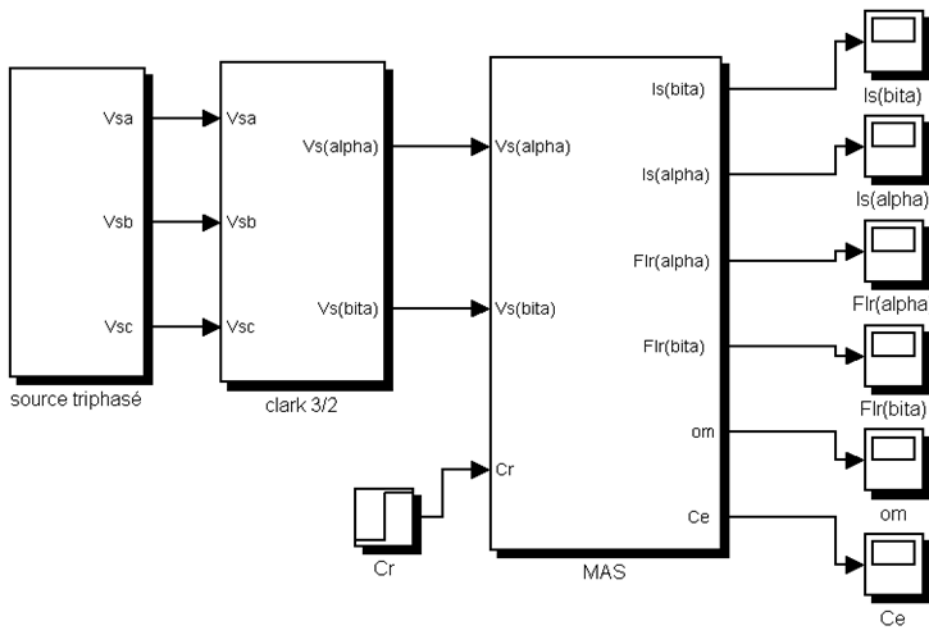 Vsa
Vsb
Vsc
source triphasé
Vsa
Vsb
Vsc
Vs(alpha)
Vs(bita)
clark 3/2
Cr
Vs(alpha)
Vs(bita)
Cr
Is(bita)
Is(alpha)
Flr(alpha)
Flr(bita)
om
Ce
MAS
Is(bita)
Is(alpha)
Flr(alpha
Flr(bita)
om
Ce